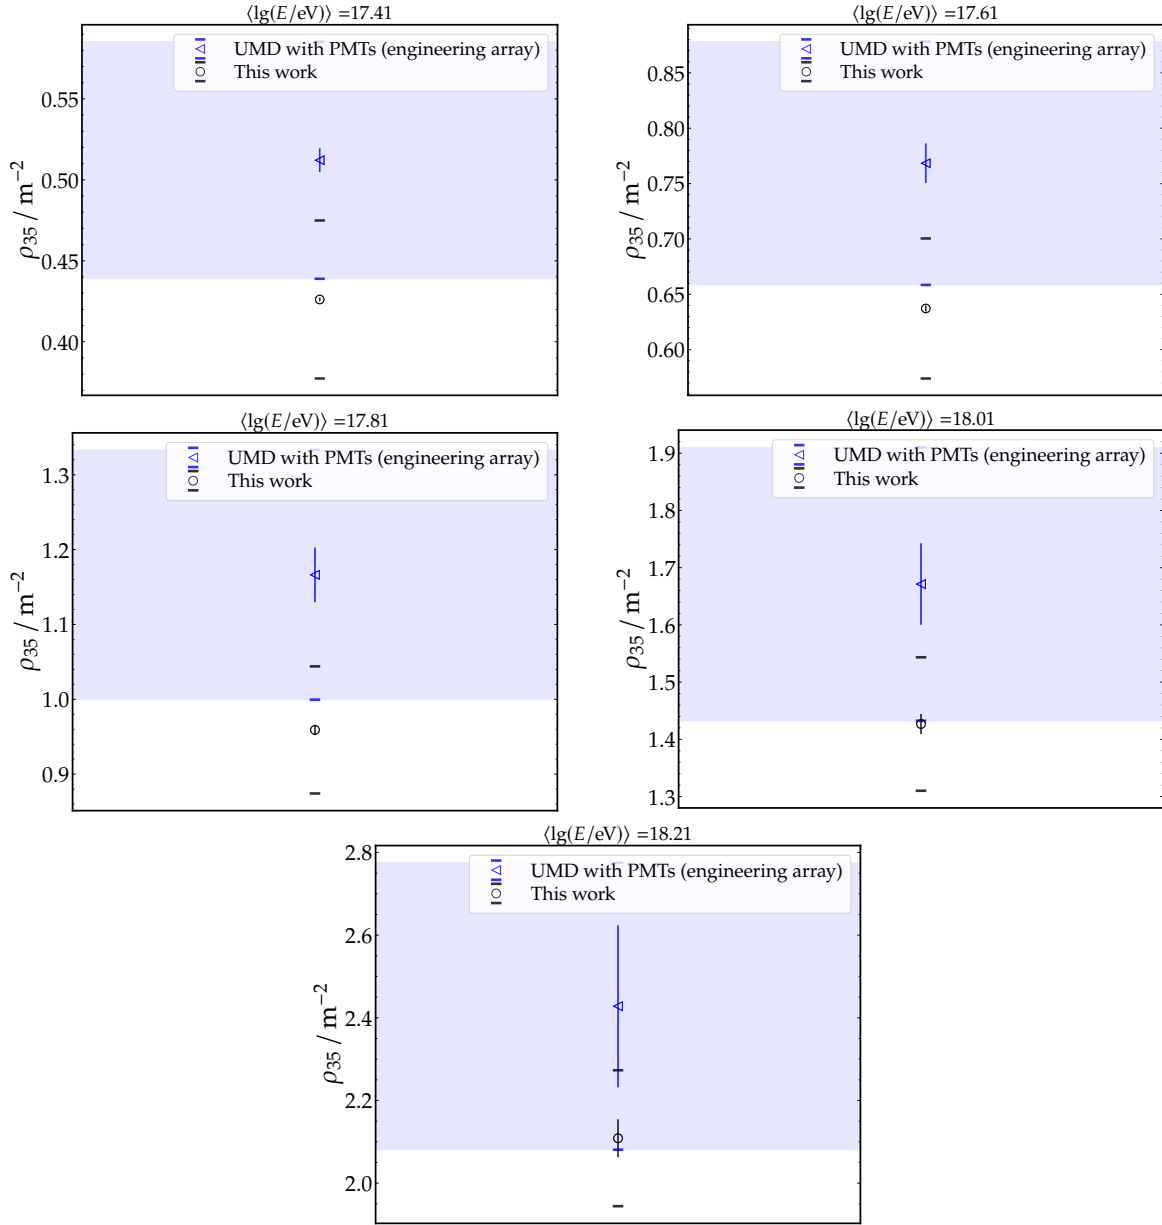 ⟨lg(E/eV)⟩ =17.41
UMD with PMTs (engineering array)
This work
0.55
0.50
0.45
0.40
ρ35 / m−2
⟨lg(E/eV)⟩ =17.61
UMD with PMTs (engineering array)
This work
0.85
0.80
0.75
0.70
0.65
0.60
ρ35 / m−2
⟨lg(E/eV)⟩ =17.81
UMD with PMTs (engineering array)
This work
1.3
1.2
1.1
1.0
0.9
ρ35 / m−2
⟨lg(E/eV)⟩ =18.01
UMD with PMTs (engineering array)
This work
1.9
1.8
1.7
1.6
1.5
1.4
1.3
ρ35 / m−2
⟨lg(E/eV)⟩ =18.21
UMD with PMTs (engineering array)
This work
2.8
2.6
2.4
2.2
2.0
ρ35 / m−2